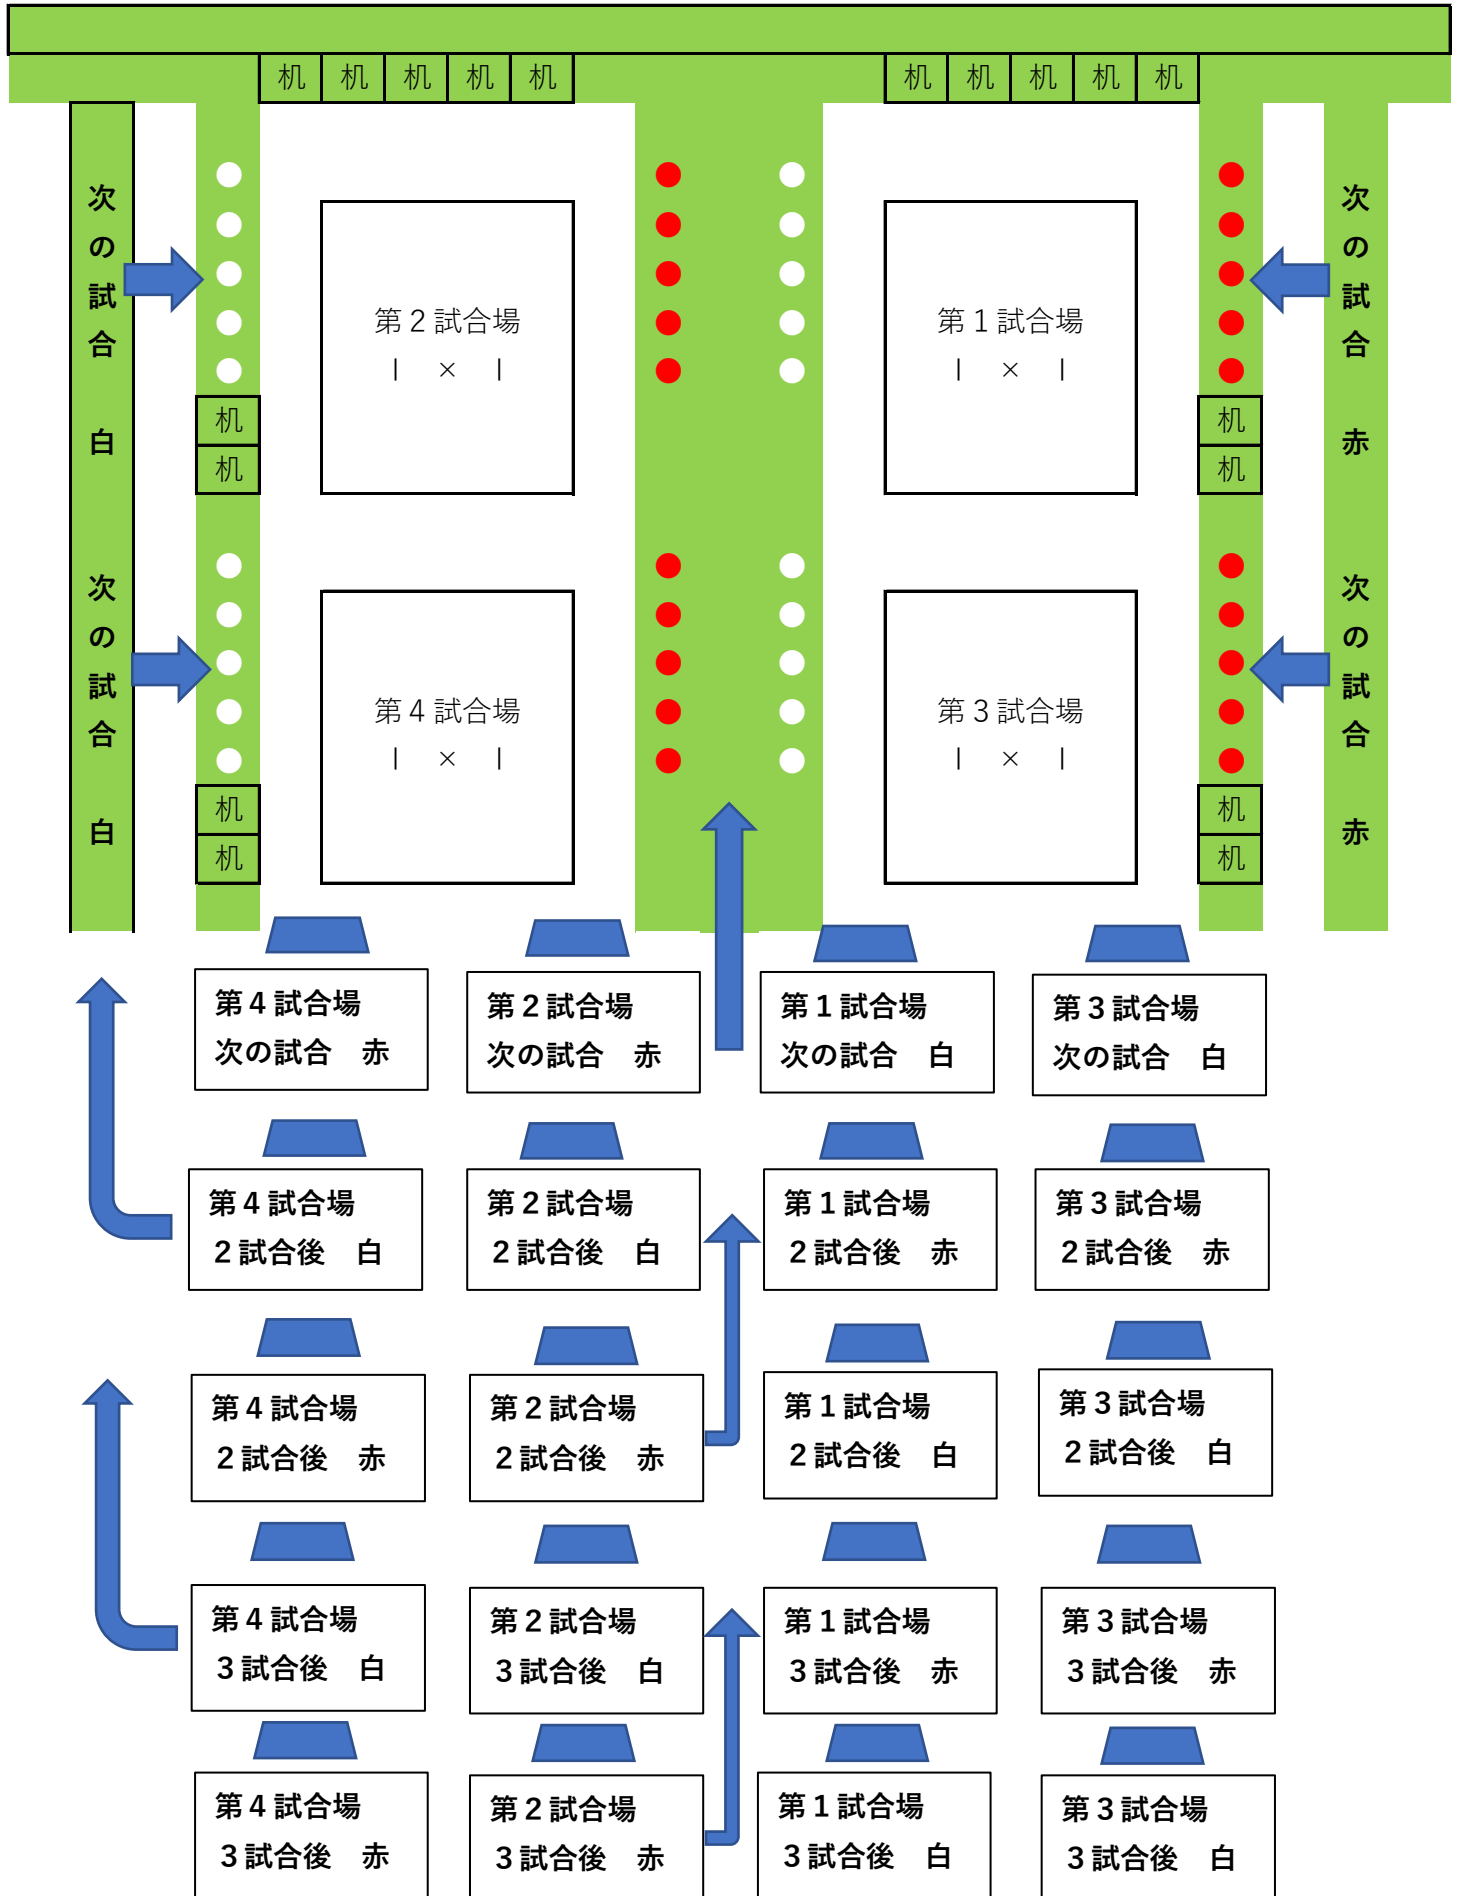 机 机 机 机 机 机 机 机 机 机
次の試合 白
次の試合 赤
第２試合場
| × |
第１試合場
| × |
机
机
机
机
次の試合 白
次の試合 赤
第４試合場
| × |
第３試合場
| × |
机
机
机
机
第４試合場
次の試合　赤
第２試合場
次の試合　赤
第１試合場
次の試合　白
第３試合場
次の試合　白
第４試合場
２試合後　白
第２試合場
２試合後　白
第１試合場
２試合後　赤
第３試合場
２試合後　赤
第４試合場
２試合後　赤
第２試合場
２試合後　赤
第１試合場
２試合後　白
第３試合場
２試合後　白
第４試合場
３試合後　白
第２試合場
３試合後　白
第１試合場
３試合後　赤
第３試合場
３試合後　赤
第４試合場
３試合後　赤
第２試合場
３試合後　赤
第１試合場
３試合後　白
第３試合場
３試合後　白